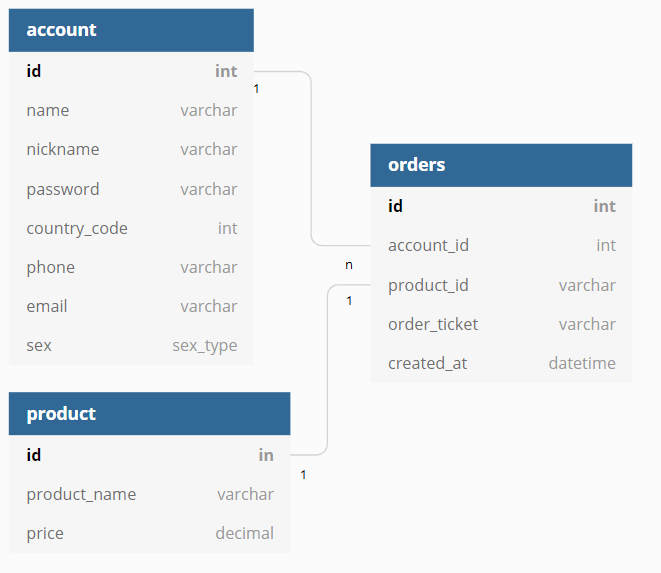 account
id int
name varchar
nickname varchar
password varchar
country_code int
phone varchar
email varchar
sex sex_type
1
n
orders
id int
account_id int
product_id varchar
order_ticket varchar
created_at datetime
1
product
id in
product_name varchar
price decimal
1